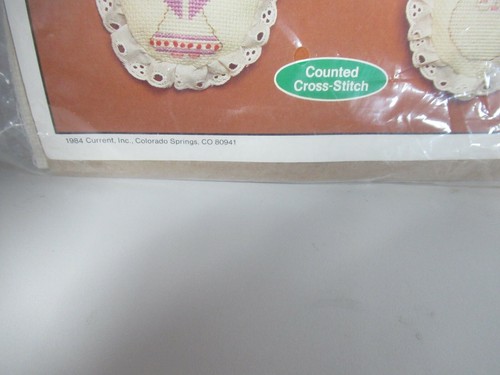 Counted
Cross-Stitch
1984 Current, Inc., Colorado Springs, CO 80941